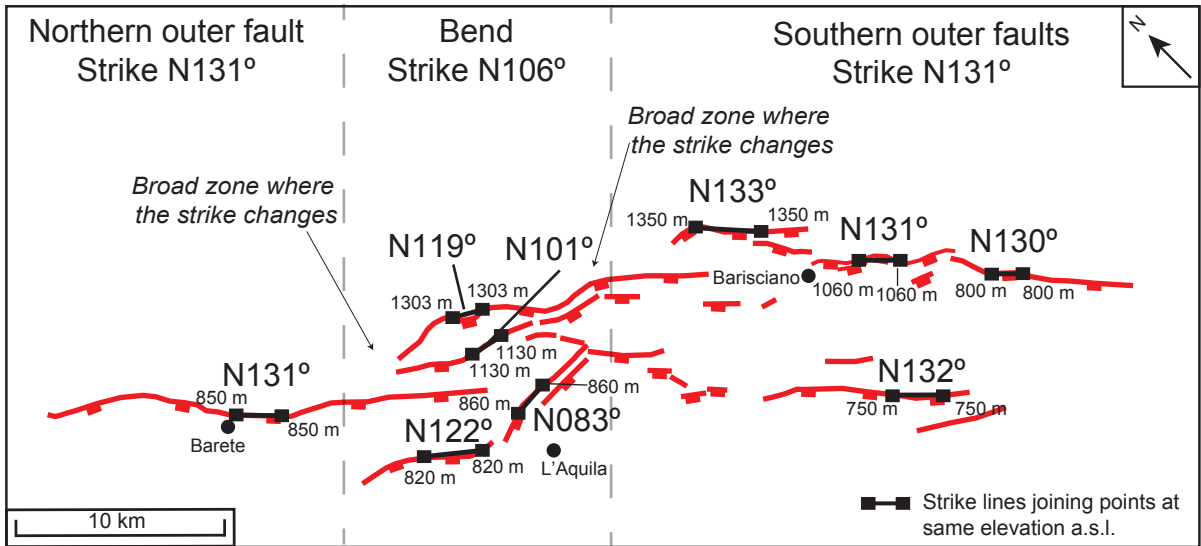 Northern outer fault
Strike N131º
Bend
Strike N106º
Southern outer faults
Strike N131º
N
Broad zone where
the strike changes
Broad zone where
the strike changes
N133º
1350 m
1350 m
N131º
N130º
Barisciano
1060 m
1060 m
800 m
800 m
N119º
N101º
1303 m
1303 m
1130 m
1130 m
N131º
850 m
850 m
Barete
860 m
860 m
N083º
N122º
820 m
820 m
L'Aquila
N132º
750 m
750 m
10 km
Strike lines joining points at
same elevation a.s.l.